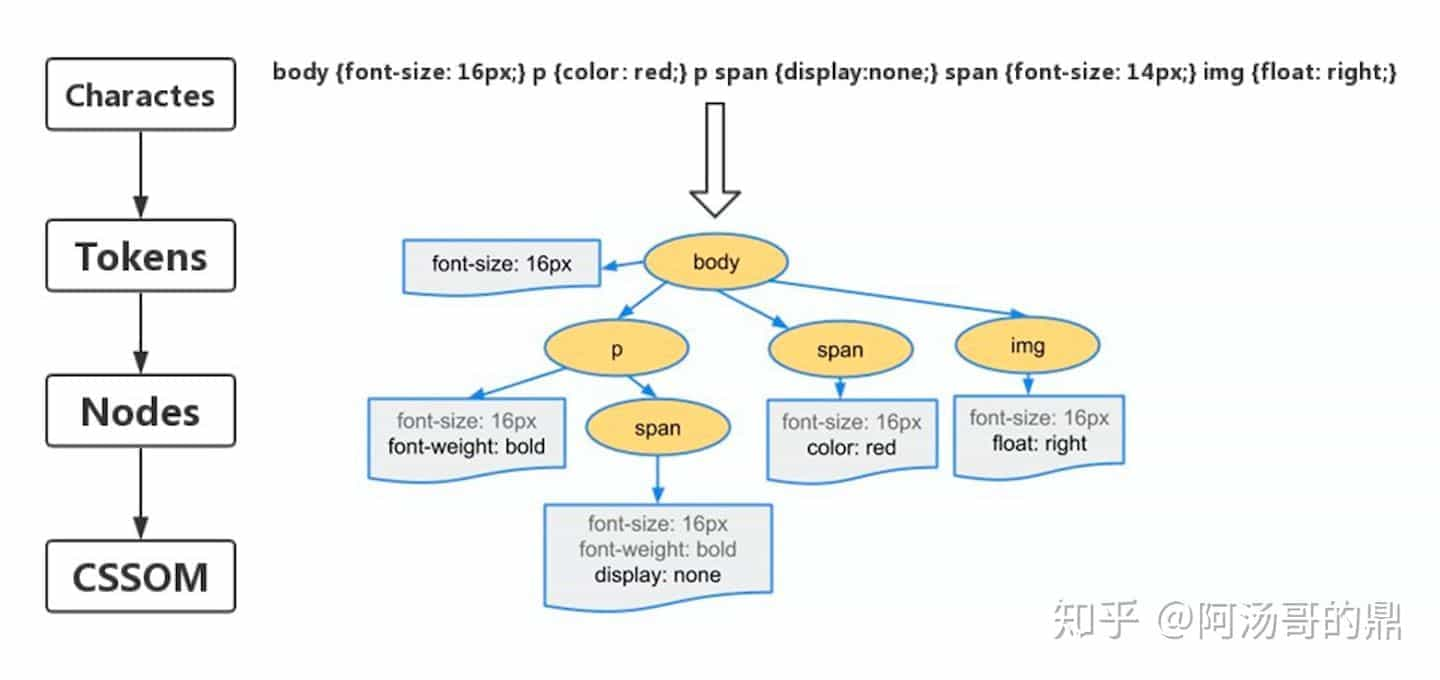 Charactes
body {font-size: 16px;} p {color: red;} p span {display:none;} span {font-size: 14px;} img {float: right;}
Tokens
font-size: 16px
body
p
span
img
Nodes
font-size: 16px
font-weight: bold
span
font-size: 16px
color: red
font-size: 16px
float: right
font-size: 16px
font-weight: bold
display: none
CSSOM
知乎 @阿汤哥的鼎